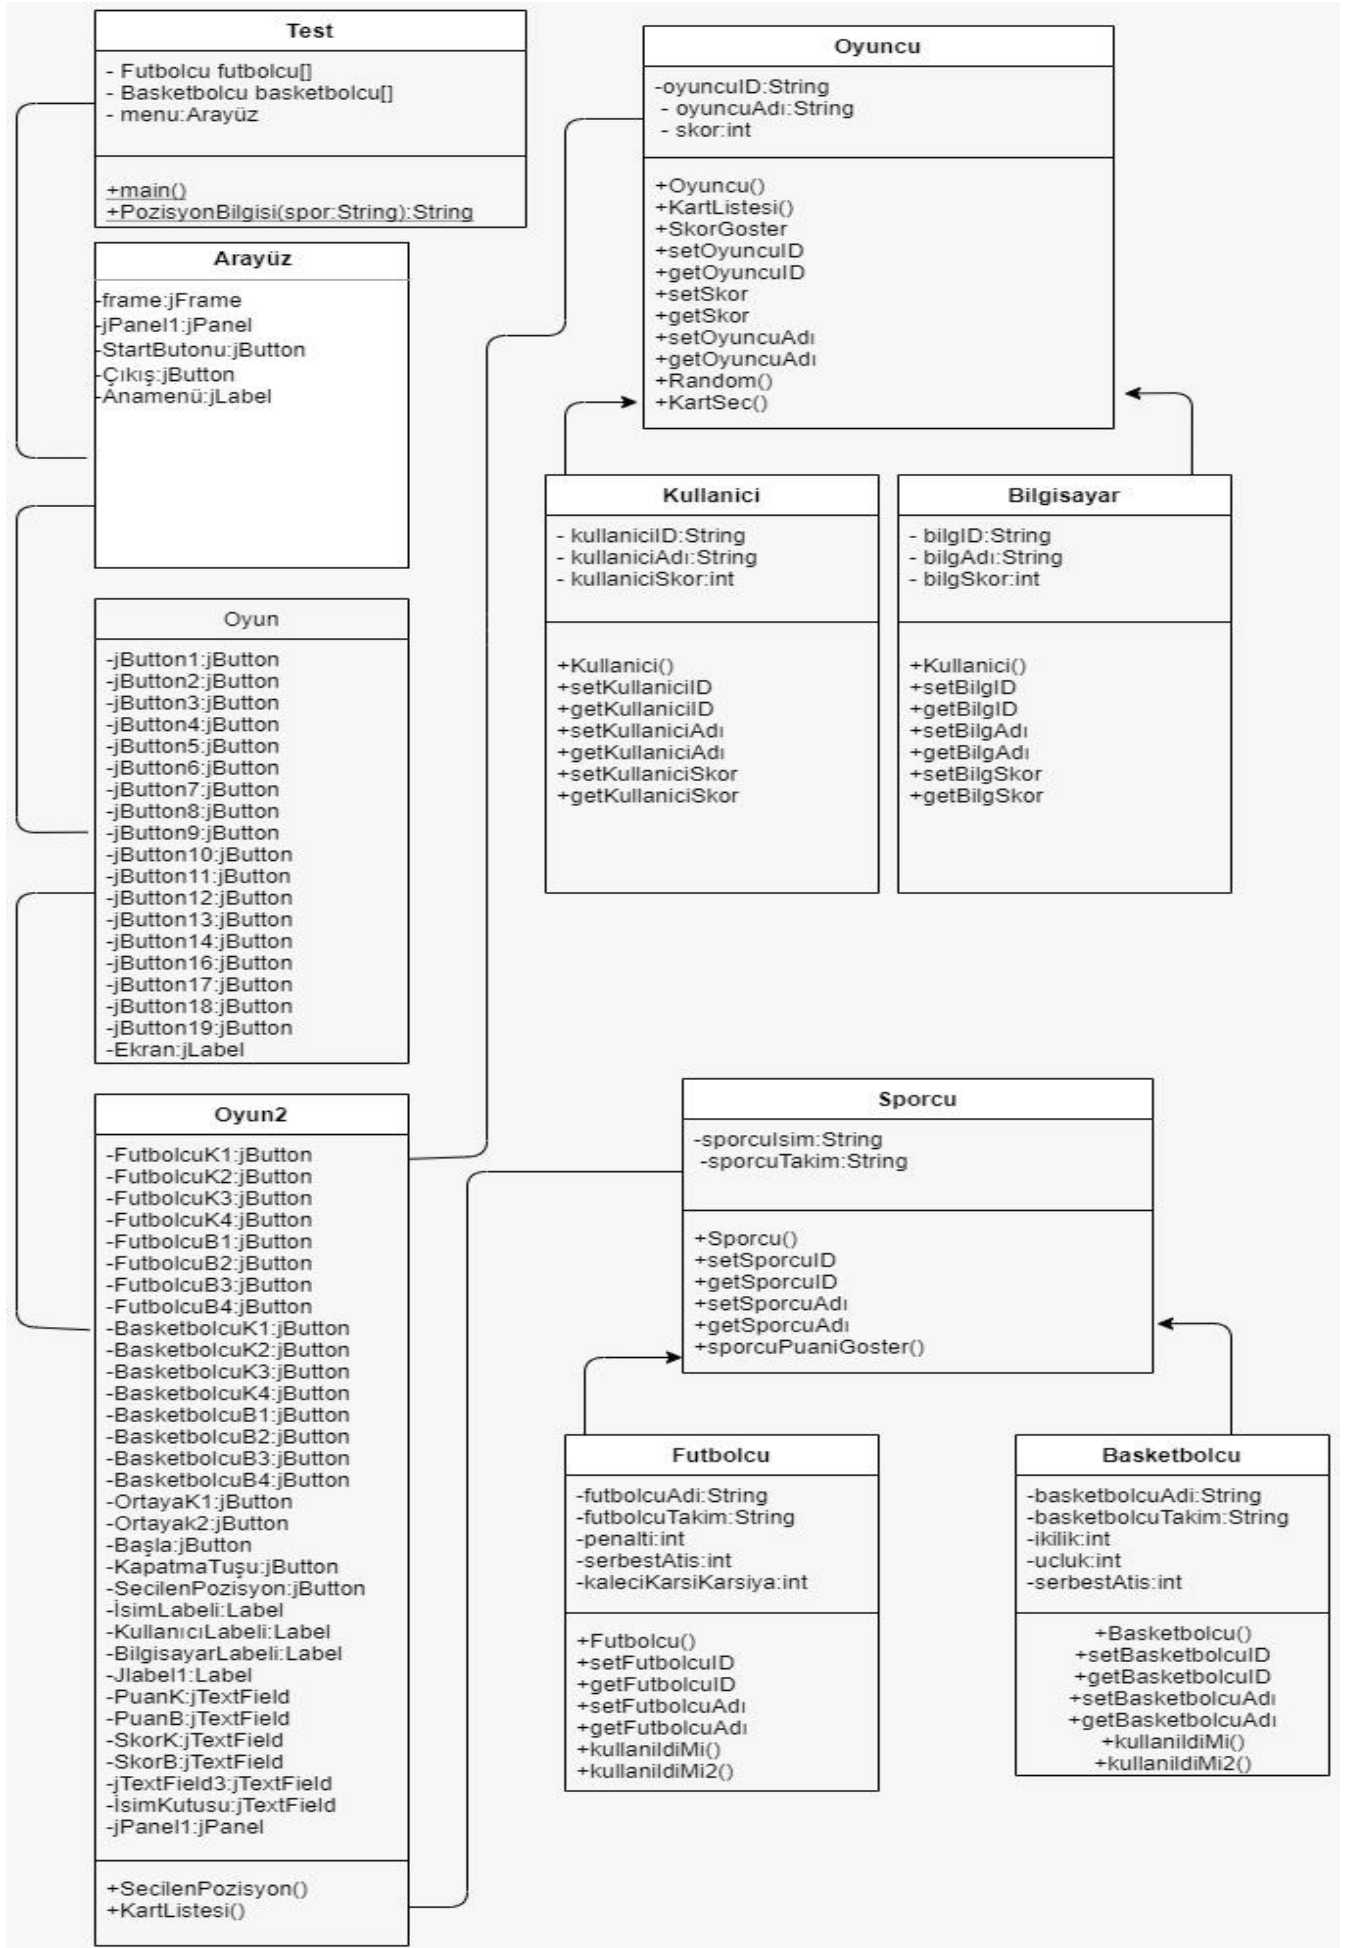 Test
- Futbolcu futbolcu[]
- Basketbolcu basketbolcu[]
- menu:Arayüz
+main()
+PozisyonBilgisi(spor:String):String
Arayüz
-frame:jFrame
-jPanel1:jPanel
-StartButonu:jButton
-Çıkış:jButton
-Anamenü:jLabel
Oyun
-jButton1:jButton
-jButton2:jButton
-jButton3:jButton
-jButton4:jButton
-jButton5:jButton
-jButton6:jButton
-jButton7:jButton
-jButton8:jButton
-jButton9:jButton
-jButton10:jButton
-jButton11:jButton
-jButton12:jButton
-jButton13:jButton
-jButton14:jButton
-jButton16:jButton
-jButton17:jButton
-jButton18:jButton
-jButton19:jButton
-Ekran:jLabel
Oyun2
-FutbolcuK1:jButton
-FutbolcuK2:jButton
-FutbolcuK3:jButton
-FutbolcuK4:jButton
-FutbolcuB1:jButton
-FutbolcuB2:jButton
-FutbolcuB3:jButton
-FutbolcuB4:jButton
-BasketbolcuK1:jButton
-BasketbolcuK2:jButton
-BasketbolcuK3:jButton
-BasketbolcuK4:jButton
-BasketbolcuB1:jButton
-BasketbolcuB2:jButton
-BasketbolcuB3:jButton
-BasketbolcuB4:jButton
-OrtayaK1:jButton
-Ortayak2:jButton
-Başla:jButton
-KapatmaTuşu:jButton
-SecilenPozisyon:jButton
-İsimLabeli:Label
-KullanıcıLabeli:Label
-BilgisayarLabeli:Label
-Jlabel1:Label
-PuanK:jTextField
-PuanB:jTextField
-SkorK:jTextField
-SkorB:jTextField
-jTextField3:jTextField
-İsimKutusu:jTextField
-jPanel1:jPanel
+SecilenPozisyon()
+KartListesi()
Oyuncu
-oyuncuID:String
- oyuncuAdı:String
- skor:int
+Oyuncu()
+KartListesi()
+SkorGoster
+setOyuncuID
+getOyuncuID
+setSkor
+getSkor
+setOyuncuAdı
+getOyuncuAdı
+Random()
+KartSec()
Kullanici
- kullaniciID:String
- kullaniciAdı:String
- kullaniciSkor:int
+Kullanici()
+setKullaniciID
+getKullaniciID
+setKullaniciAdı
+getKullaniciAdı
+setKullaniciSkor
+getKullaniciSkor
Bilgisayar
- bilgID:String
- bilgAdı:String
- bilgSkor:int
+Kullanici()
+setBilgID
+getBilgID
+setBilgAdı
+getBilgAdı
+setBilgSkor
+getBilgSkor
Sporcu
-sporcuIsim:String
-sporcuTakim:String
+Sporcu()
+setSporcuID
+getSporcuID
+setSporcuAdı
+getSporcuAdı
+sporcuPuaniGoster()
Futbolcu
-futbolcuAdi:String
-futbolcuTakim:String
-penalti:int
-serbestAtis:int
-kaleciKarsiKarsiya:int
+Futbolcu()
+setFutbolcuID
+getFutbolcuID
+setFutbolcuAdı
+getFutbolcuAdı
+kullanildiMi()
+kullanildiMi2()
Basketbolcu
-basketbolcuAdi:String
-basketbolcuTakim:String
-ikilik:int
-ucluk:int
-serbestAtis:int
+Basketbolcu()
+setBasketbolcuID
+getBasketbolcuID
+setBasketbolcuAdı
+getBasketbolcuAdı
+kullanildiMi()
+kullanildiMi2()